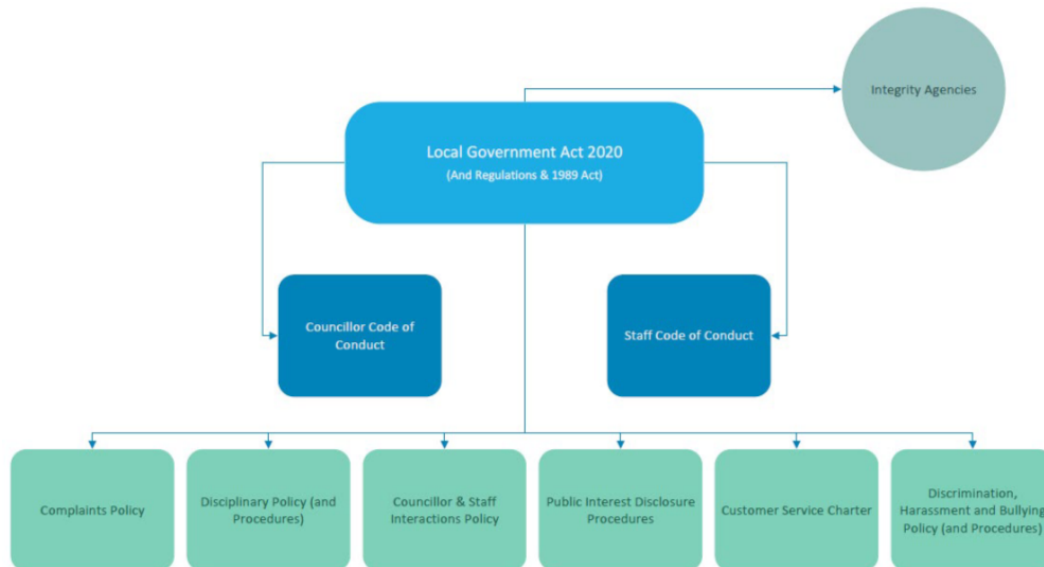 Integrity Agencies
Local Government Act 2020
(And Regulations & 1989 Act)
Councillor Code of
Conduct
Staff Code of Conduct
Complaints Policy
Disciplinary Policy (and
Procedures)
Councillor & Staff
Interactions Policy
Public Interest Disclosure
Procedures
Customer Service Charter
Discrimination,
Harassment and Bullying
Policy (and Procedures)